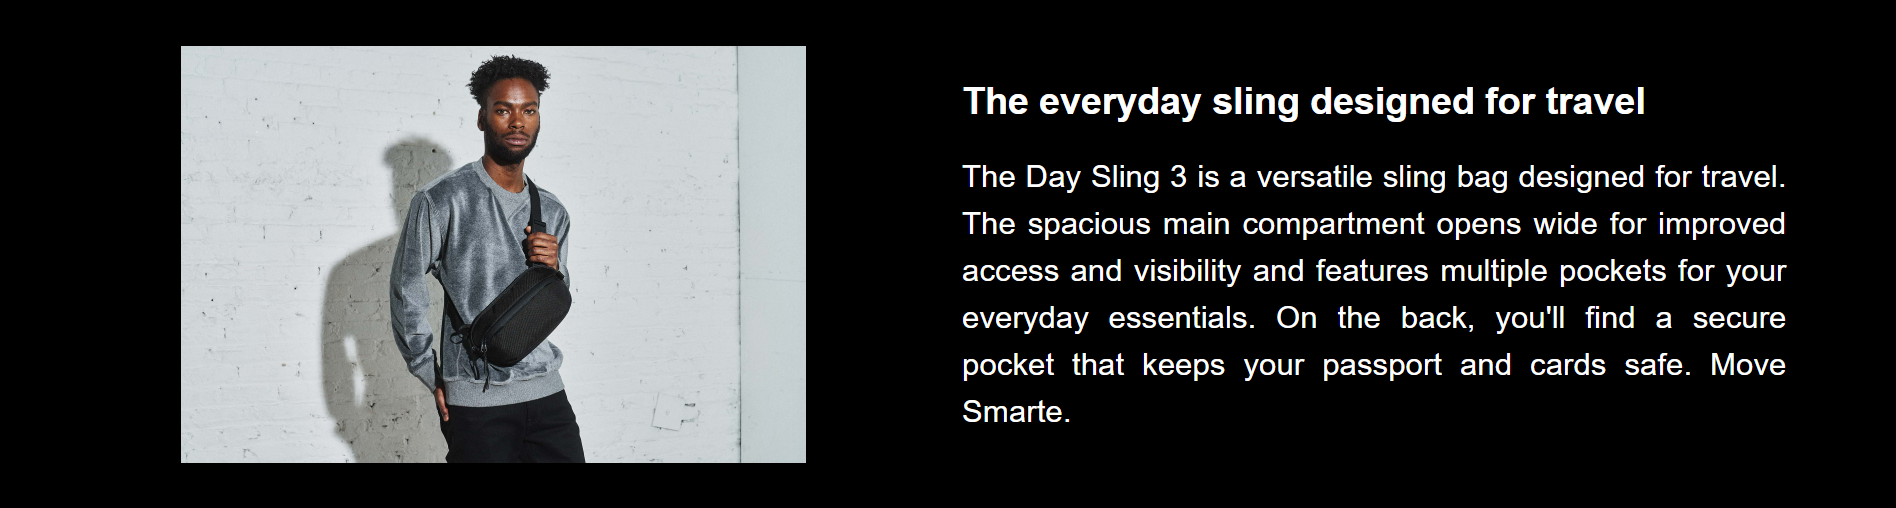 The everyday sling designed for travel
The Day Sling 3 is a versatile sling bag designed for travel.
The spacious main compartment opens wide for improved
access and visibility and features multiple pockets for your
everyday essentials. On the back, you'll find a secure
pocket that keeps your passport and cards safe. Move
Smarte.